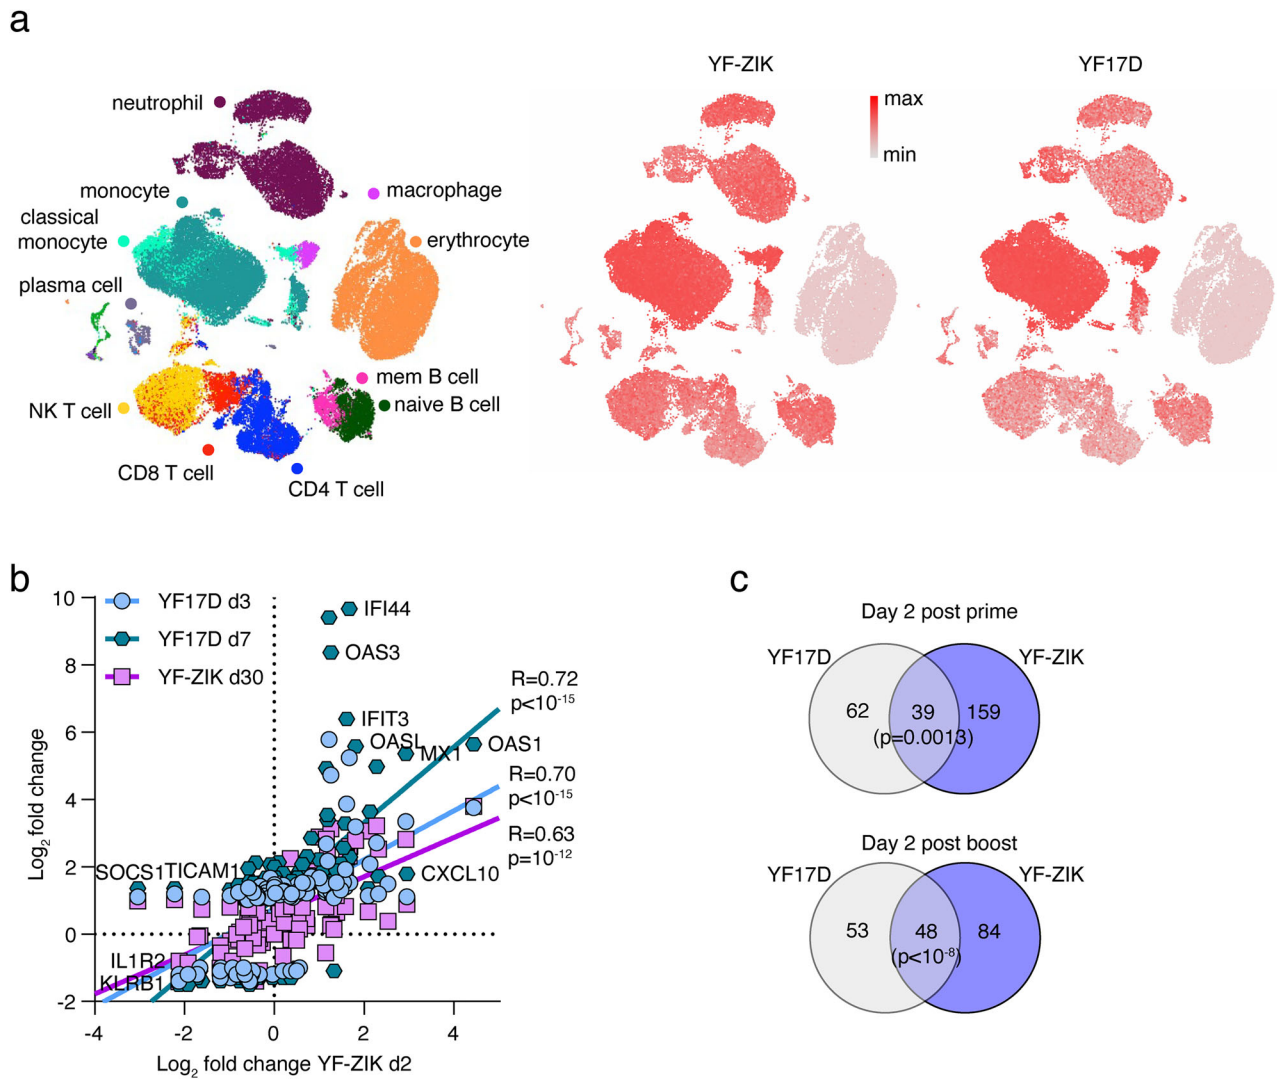 a
YF-ZIK
YF17D
neutrophil
max
min
monocyte
macrophage
classical
monocyte
erythrocyte
plasma cell
mem B cell
NK T cell
naive B cell
CD8 T cell
CD4 T cell
b
10
8
6
4
2
0
-2
Log2 fold change
YF17D d3
YF17D d7
YF-ZIK d30
IFI44
OAS3
IFIT3
OASL
MX1
OAS1
SOCS1
TICAM1
CXCL10
IL1R2
KLRB1
R=0.72
p<10-15
R=0.70
p<10-15
R=0.63
p=10-12
-4
-2
0
2
4
Log2 fold change YF-ZIK d2
c
Day 2 post prime
YF17D
YF-ZIK
62
39
159
(p=0.0013)
Day 2 post boost
YF17D
YF-ZIK
53
48
84
(p<10-8)